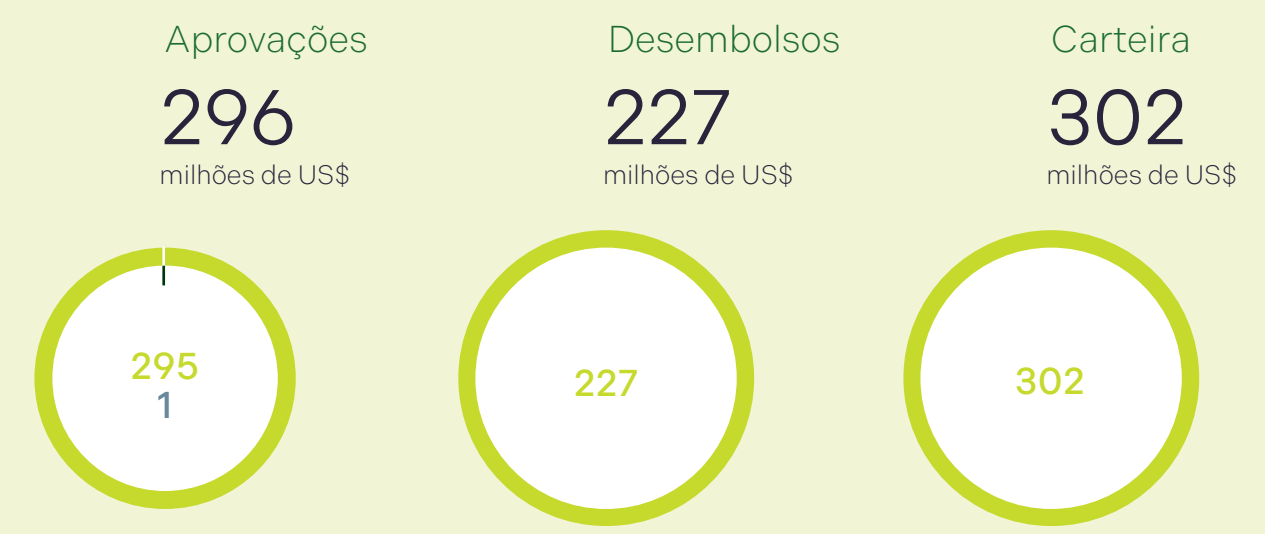 Aprovações
296
milhões de US$
295
1
Desembolsos
227
milhões de US$
227
Carteira
302
milhões de US$
302